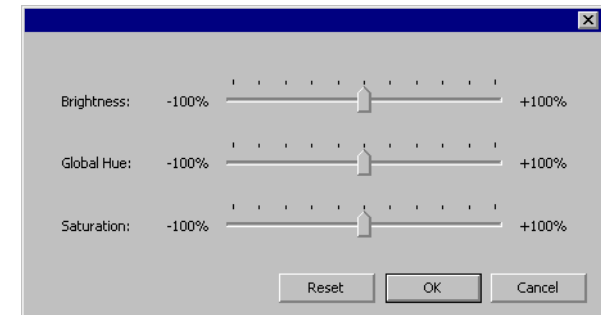 Brightness: -100% +100%
Global Hue: -100% +100%
Saturation: -100% +100%
Reset OK Cancel